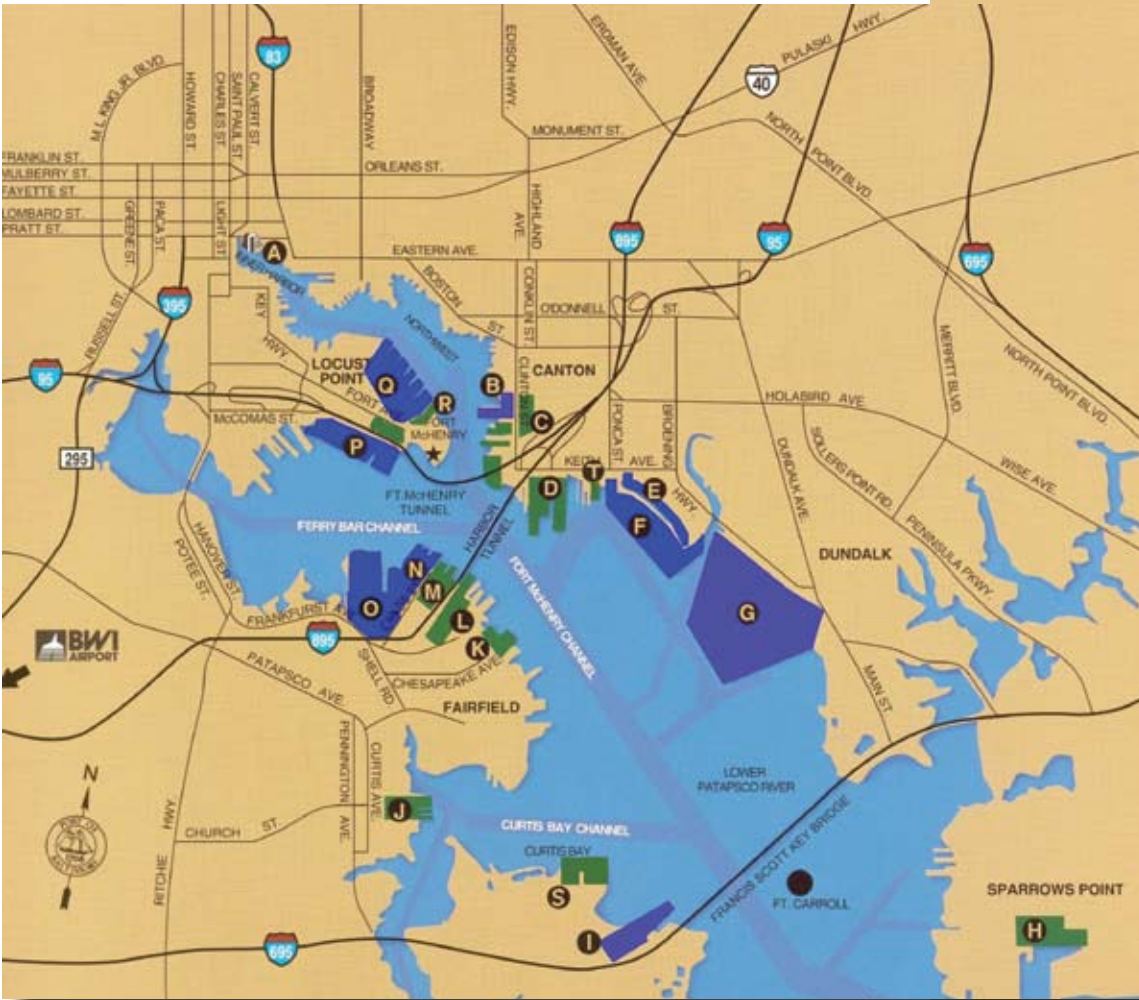 83
EDISON HWY.
ERDMAN AVE.
PULASKI HWY.
40
M.L. KING JR. BLVD.
HOWARD ST.
CHARLES ST.
SAINT PAUL ST.
CALVERT ST.
BROADWAY
MONUMENT ST.
NORTH POINT BLVD.
FRANKLIN ST.
MULBERRY ST.
FAYETTE ST.
ORLEANS ST.
LOMBARD ST.
PRATT ST.
GREENE ST.
PACA ST.
LIGHT ST.
HIGHLAND
AVE.
A
INNER HARBOR
EASTERN AVE.
895
95
695
BOSTON
ST.
CONKLIN ST.
O'DONNELL
ST.
395
RUSSELL ST.
KEY
HWY.
NORTHWEST
MERRITT BLVD.
NORTH POINT BLVD.
95
LOCUST
POINT
FORT
Q
R
B
CANTON
C
McCOMAS ST.
McHENRY
P
HOLABIRD AVE.
PONCA ST.
BROENING
HWY.
KEITH AVE.
T
SOLLERS POINT RD.
DUNDALK AVE.
WISE AVE.
295
D
E
F
FT. McHENRY
TUNNEL
HARBOR
TUNNEL
FERRY BAR CHANNEL
PENINSULA PKWY.
HANOVER ST.
POTEE ST.
DUNDALK
FORT McHENRY CHANNEL
N
M
O
L
K
G
FRANKFURST
895
BWI
AIRPORT
PATAPSCO AVE.
SHELL RD
CHESAPEAKE AVE.
FAIRFIELD
MAIN ST
PENNINGTON
AVE.
CURTIS AVE.
N
PORT OF
BALTIMORE
LOWER
PATAPSCO RIVER
J
CHURCH ST.
CURTIS BAY CHANNEL
CURTIS BAY
RITCHIE
HWY
FRANCIS SCOTT KEY BRIDGE
S
FT. CARROLL
SPARROWS POINT
H
I
695